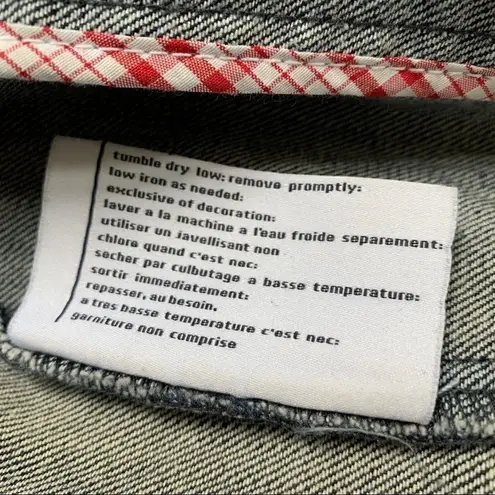 tumble dry low: remove promptly:
low iron as needed:
exclusive of decoration:
laver a la machine a l'eau froide separement:
utiliser un javellisant non
chlore quand c'est nec:
secher par culbutage a basse temperature:
sortir immediatement:
repasser, au besoin.
a tres basse temperature c'est nec:
garniture non comprise